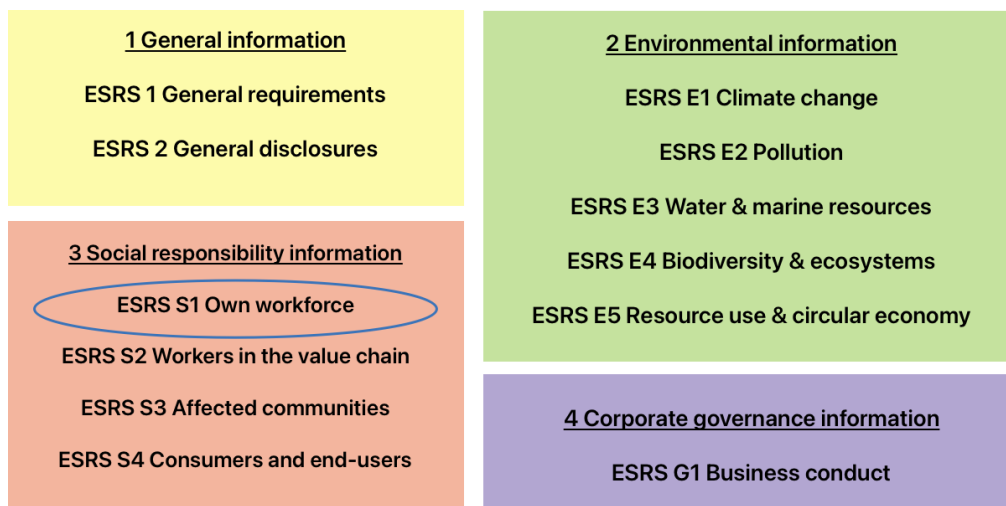 1 General information
ESRS 1 General requirements
ESRS 2 General disclosures
2 Environmental information
ESRS E1 Climate change
ESRS E2 Pollution
ESRS E3 Water & marine resources
ESRS E4 Biodiversity & ecosystems
ESRS E5 Resource use & circular economy
3 Social responsibility information
ESRS S1 Own workforce
ESRS S2 Workers in the value chain
ESRS S3 Affected communities
ESRS S4 Consumers and end-users
4 Corporate governance information
ESRS G1 Business conduct